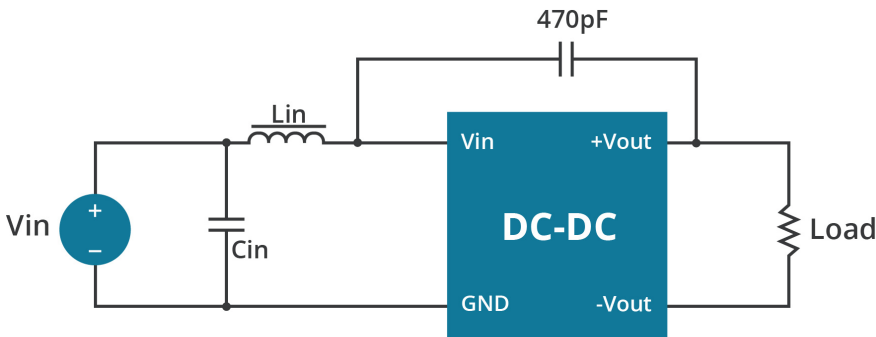 470pF
Lin
Vin +Vout
DC-DC
Vin + − Load
Cin
GND -Vout